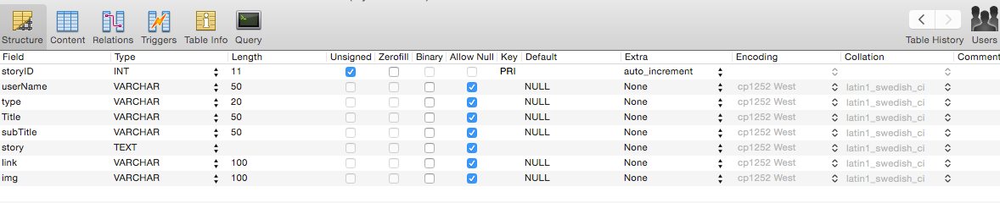 Structure Content Relations Triggers Table Info Query Table History Users
Field Type Length Unsigned Zerofill Binary Allow Null Key Default Extra Encoding Collation Comment
storyID INT 11 PRI auto_increment
userName VARCHAR 50 NULL None cp1252 West latin1_swedish_ci
type VARCHAR 20 NULL None cp1252 West latin1_swedish_ci
Title VARCHAR 50 NULL None cp1252 West latin1_swedish_ci
subTitle VARCHAR 50 NULL None cp1252 West latin1_swedish_ci
story TEXT None cp1252 West latin1_swedish_ci
link VARCHAR 100 NULL None cp1252 West latin1_swedish_ci
img VARCHAR 100 NULL None cp1252 West latin1_swedish_ci